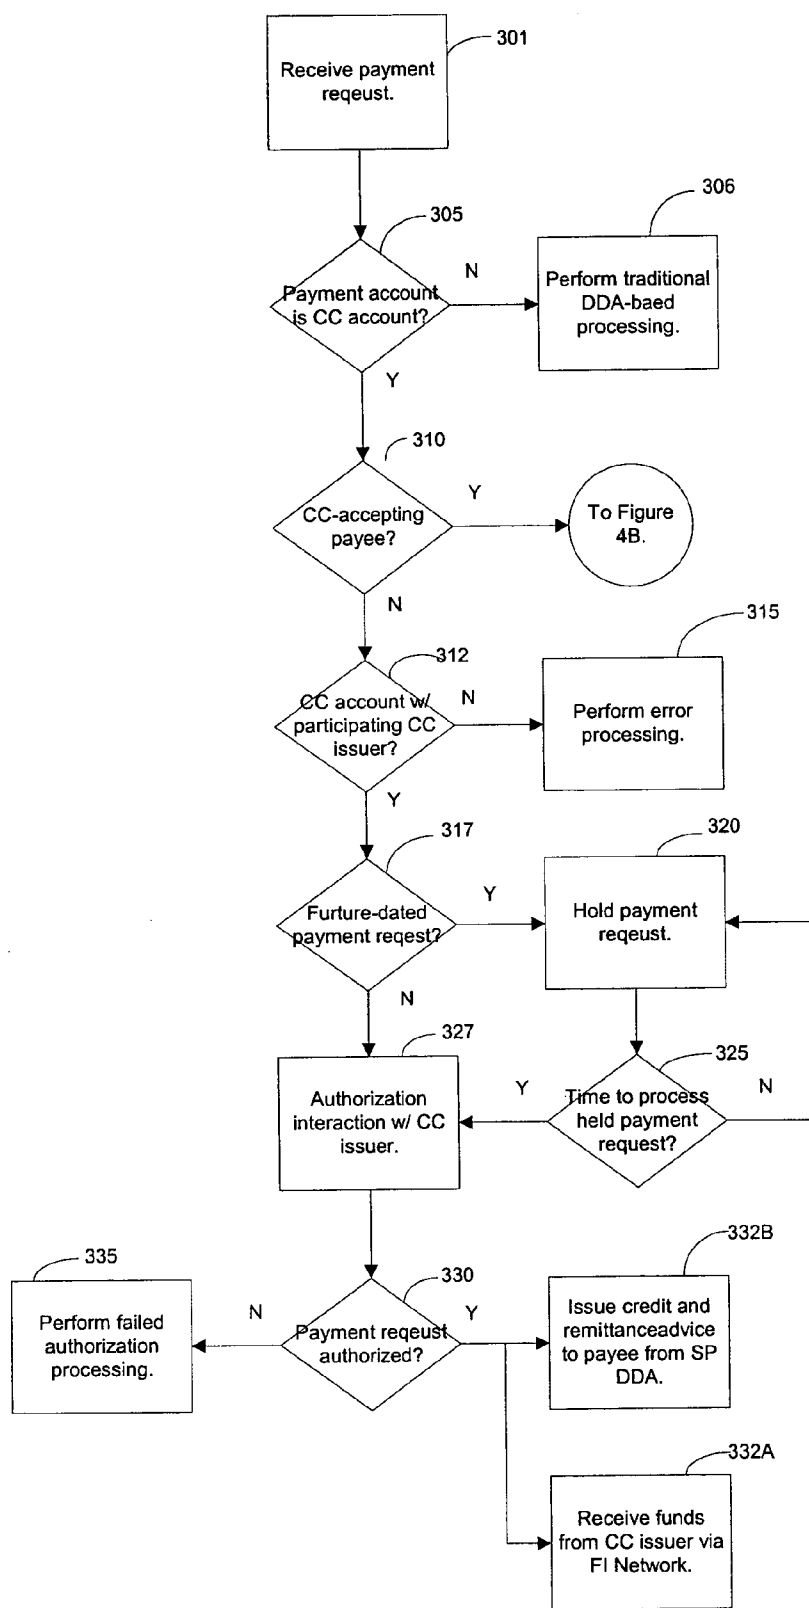 301
Receive payment
reqeust.
305
306
Payment account
is CC account?
N
Perform traditional
DDA-baed
processing.
Y
310
CC-accepting
payee?
Y
To Figure
4B.
N
312
315
CC account w/
participating CC
issuer?
N
Perform error
processing.
Y
317
320
Furture-dated
payment reqest?
Y
Hold payment
reqeust.
N
327
325
Authorization
interaction w/ CC
issuer.
Y
Time to process
held payment
request?
N
335
330
332B
Perform failed
authorization
processing.
N
Payment reqeust
authorized?
Y
Issue credit and
remittanceadvice
to payee from SP
DDA.
332A
Receive funds
from CC issuer via
FI Network.